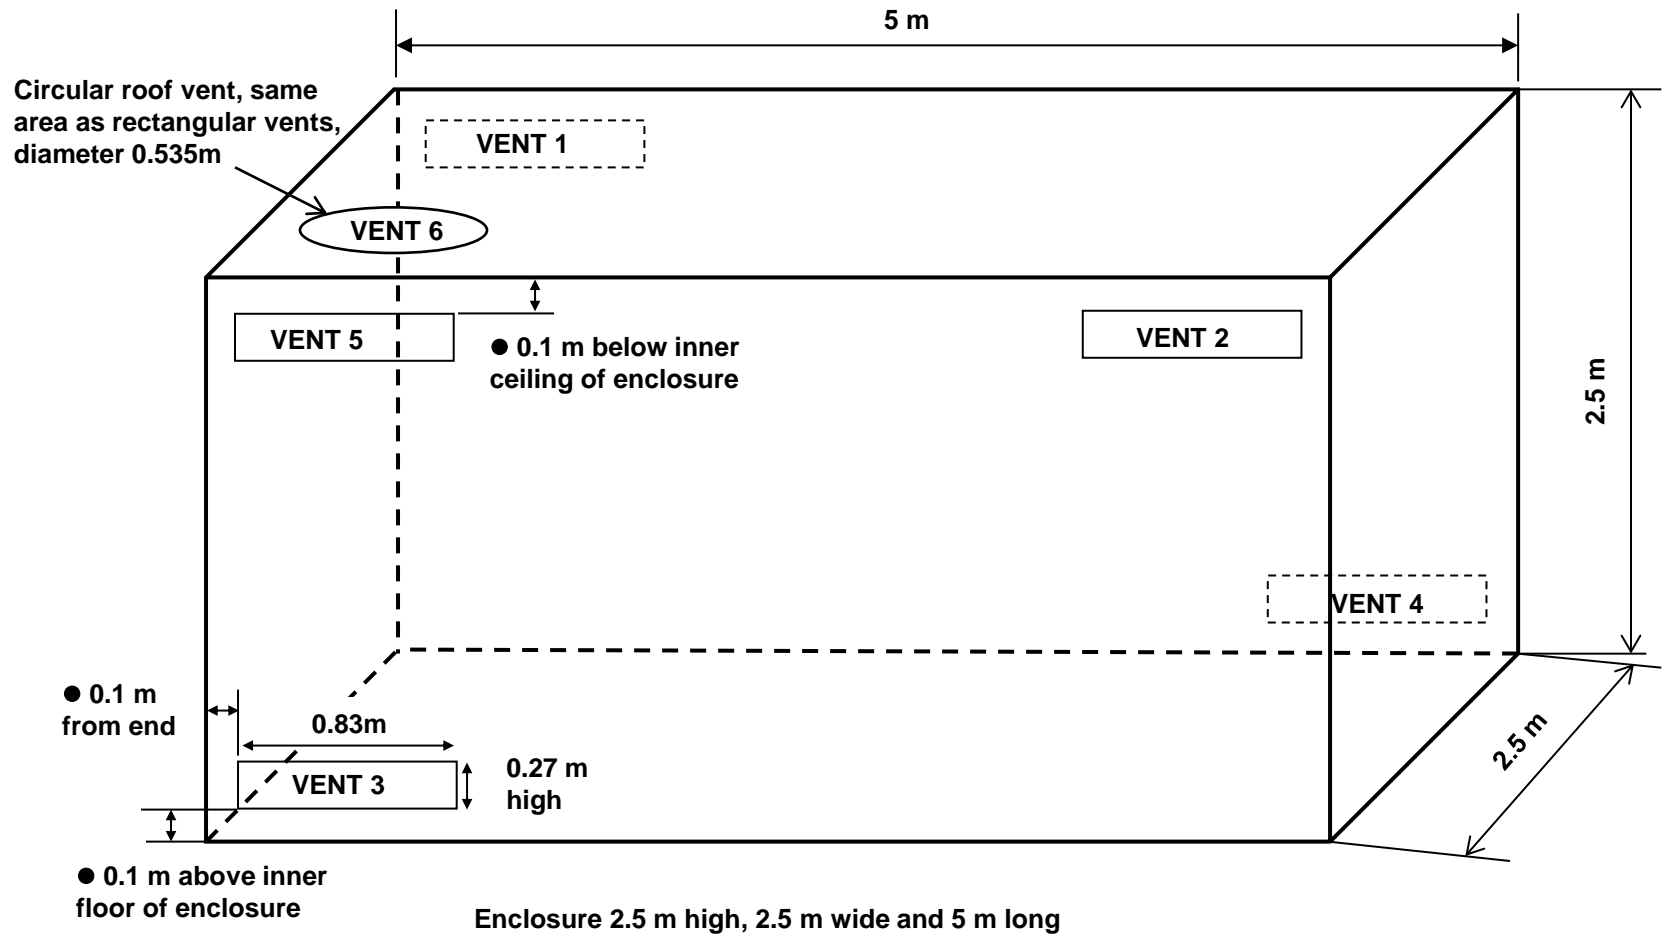 5 m
Circular roof vent, same
area as rectangular vents,
diameter 0.535m
VENT 1
VENT 6
VENT 5
VENT 2
● 0.1 m below inner
ceiling of enclosure
2.5 m
VENT 4
● 0.1 m
from end
0.83m
2.5 m
VENT 3
0.27 m
high
● 0.1 m above inner
floor of enclosure
Enclosure 2.5 m high, 2.5 m wide and 5 m long